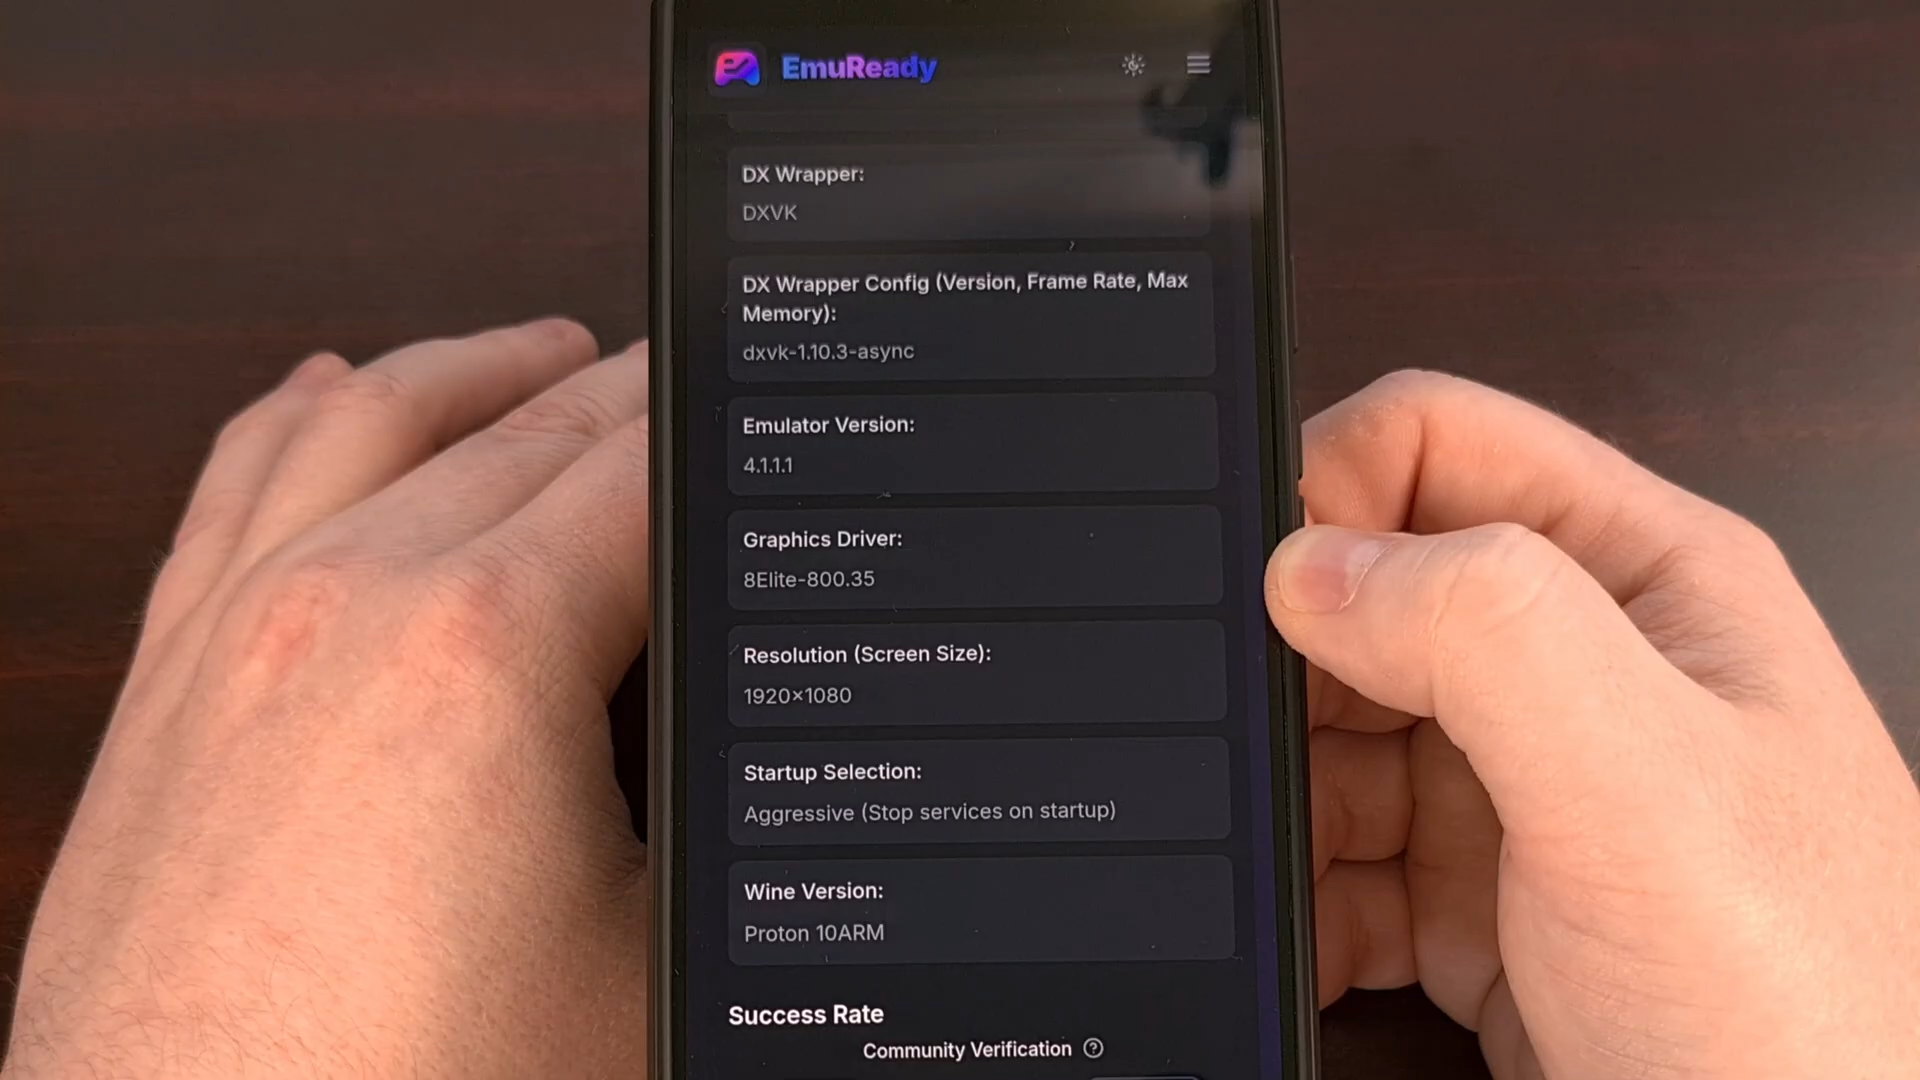 EmuReady
DX Wrapper:
DXVK
DX Wrapper Config (Version, Frame Rate, Max
Memory):
dxvk-1.10.3-async
Emulator Version:
4.1.1.1
Graphics Driver:
8Elite-800.35
Resolution (Screen Size):
1920×1080
Startup Selection:
Aggressive (Stop services on startup)
Wine Version:
Proton 10ARM
Success Rate
Community Verification ?